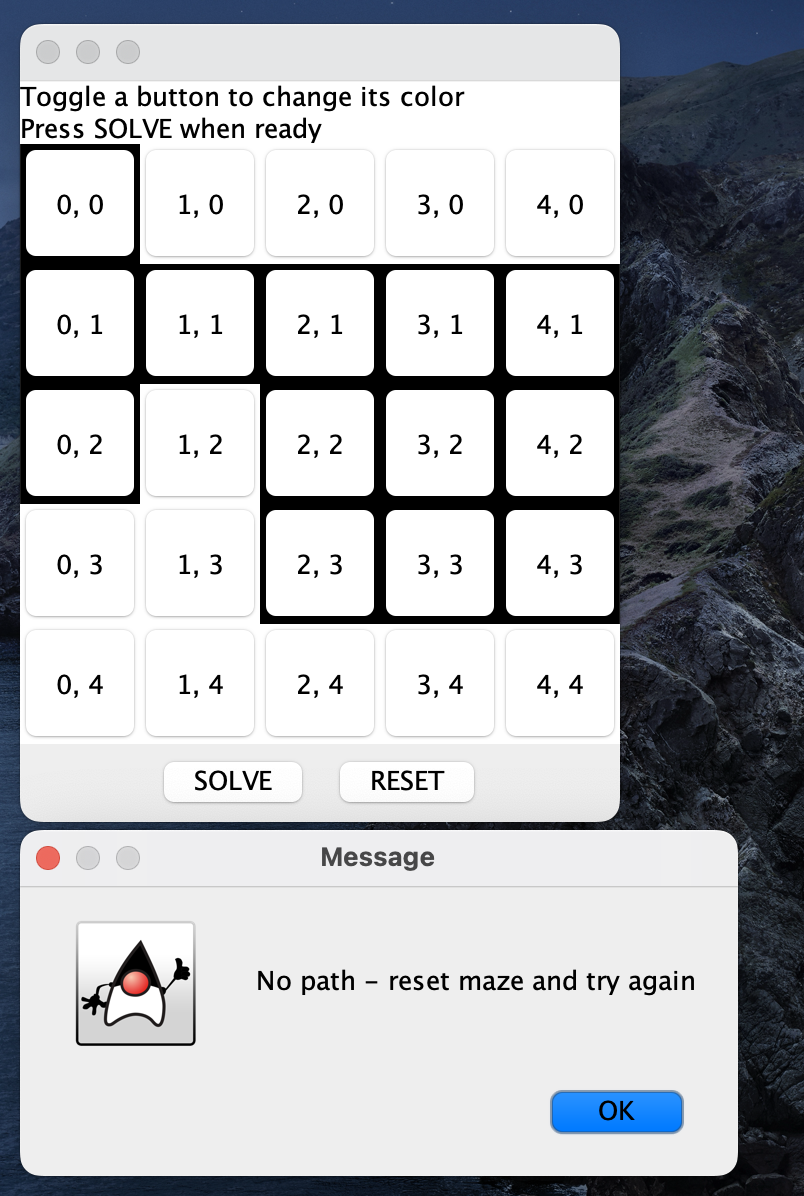 Toggle a button to change its color
Press SOLVE when ready
0, 0 1, 0 2, 0 3, 0 4, 0
0, 1 1, 1 2, 1 3, 1 4, 1
0, 2 1, 2 2, 2 3, 2 4, 2
0, 3 1, 3 2, 3 3, 3 4, 3
0, 4 1, 4 2, 4 3, 4 4, 4
SOLVE RESET
Message
No path - reset maze and try again
OK